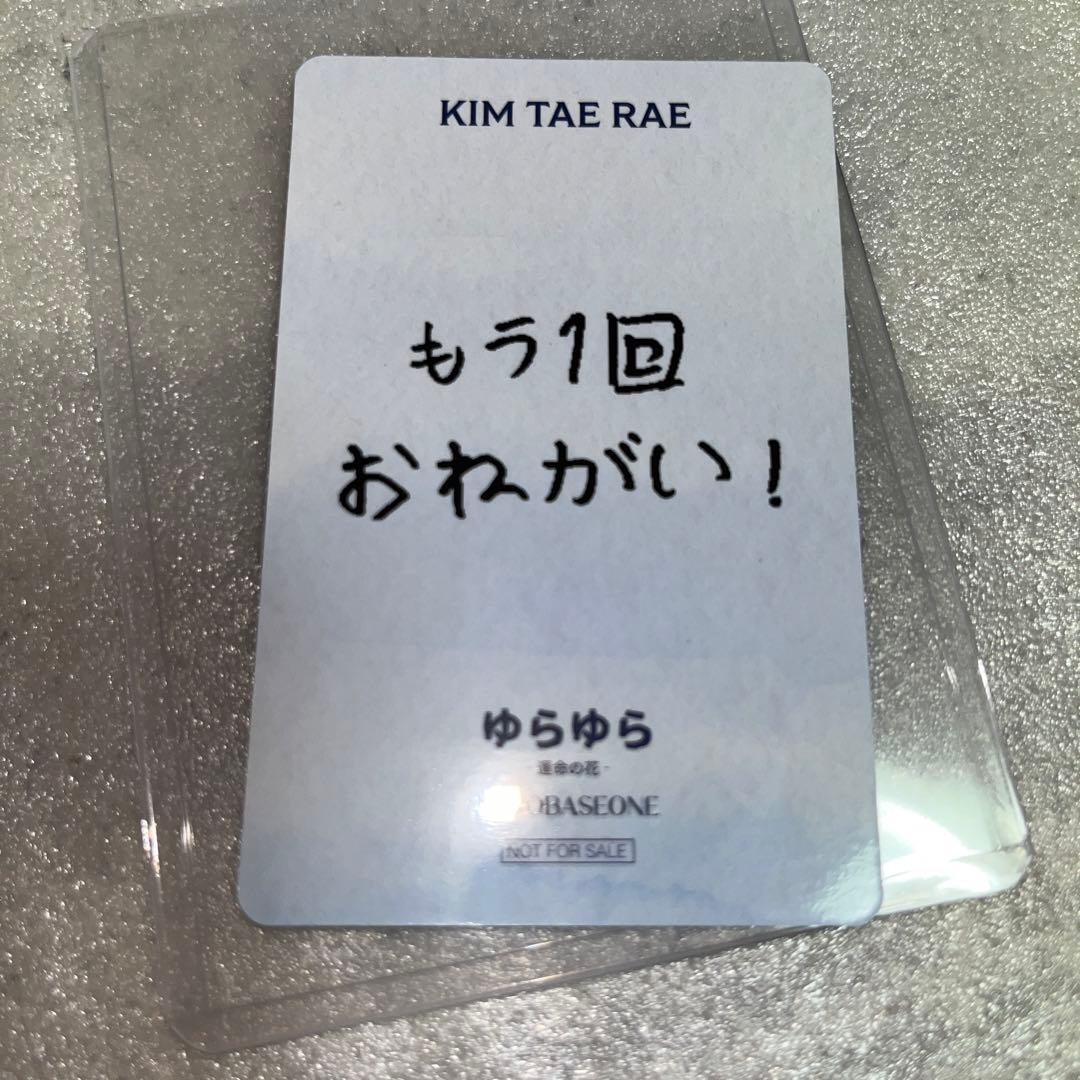 KIM TAE RAE
もう1回
おねがい!
ゆらゆら
運命の花 -
OBASEONE
NOT FOR SALE